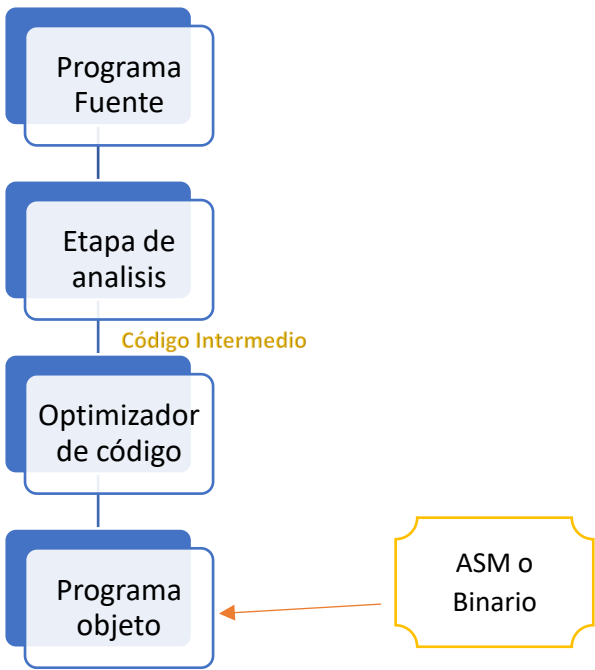 Programa
Fuente
Etapa de
analisis
Código Intermedio
Optimizador
de código
Programa
objeto
ASM o
Binario